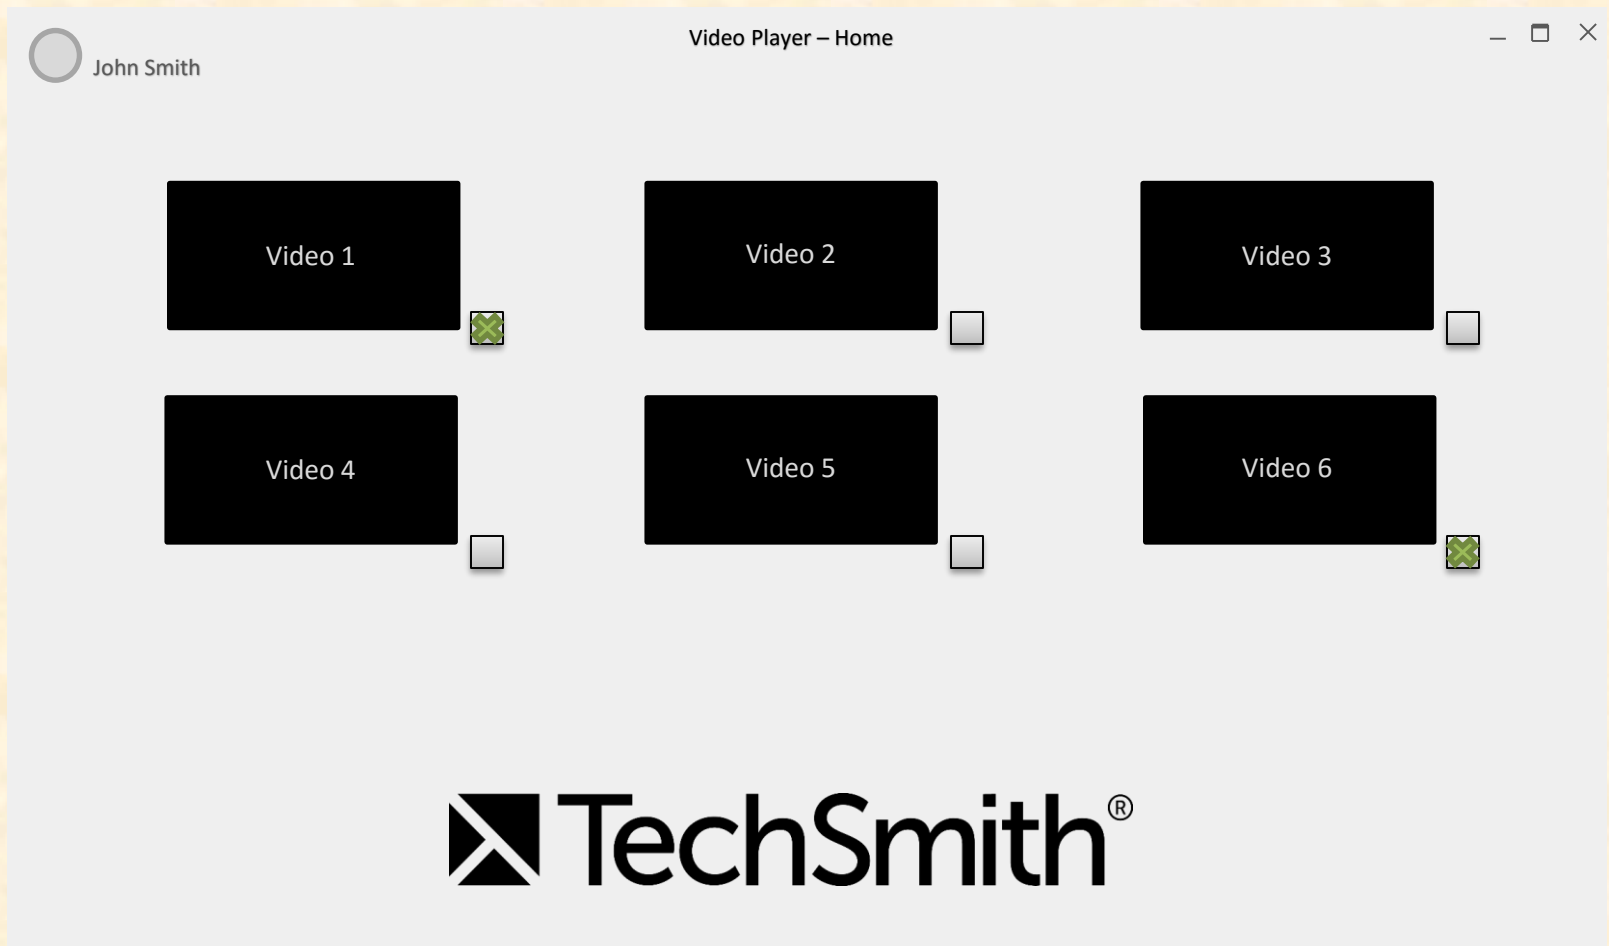 Video Player – Home
John Smith
Video 1
Video 2
Video 3
Video 4
Video 5
Video 6
TechSmith®